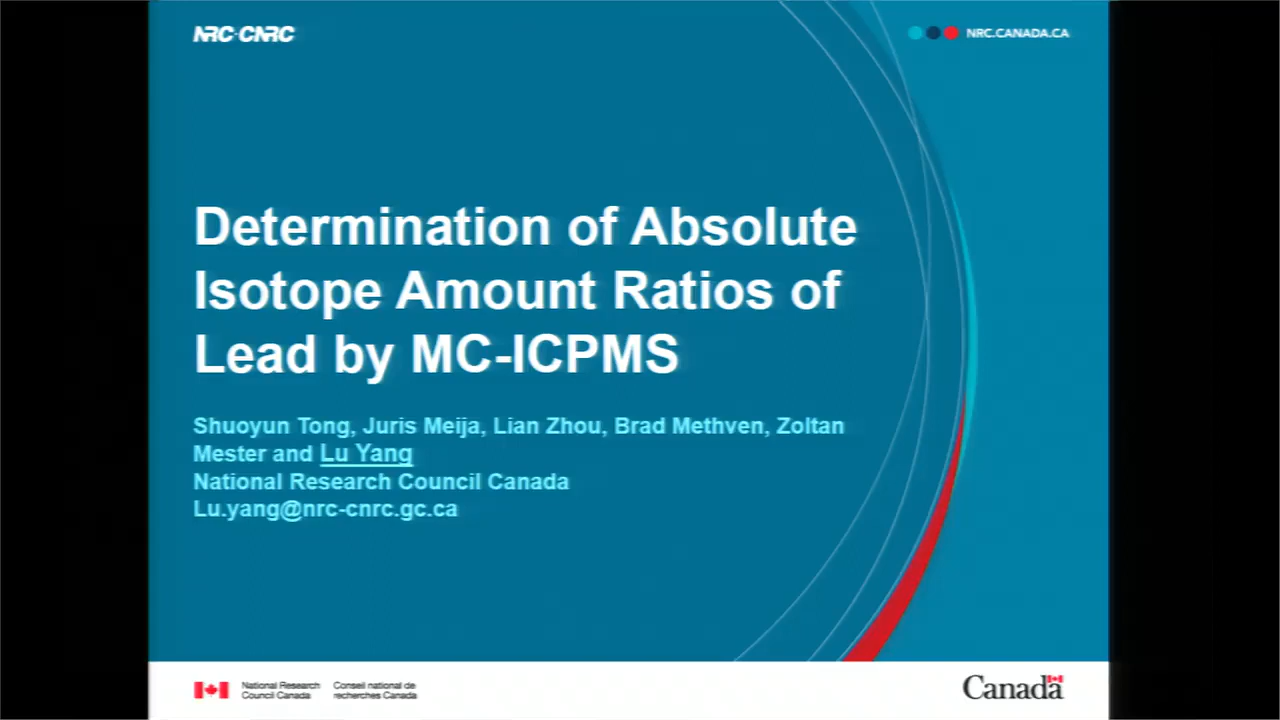 NRC·CNRC
NRC.CANADA.CA
Determination of Absolute
Isotope Amount Ratios of
Lead by MC-ICPMS
Shuoyun Tong, Juris Meija, Lian Zhou, Brad Methven, Zoltan
Mester and Lu Yang
National Research Council Canada
Lu.yang@nrc-cnrc.gc.ca
National Research Council Canada
Conseil national de recherches Canada
Canada